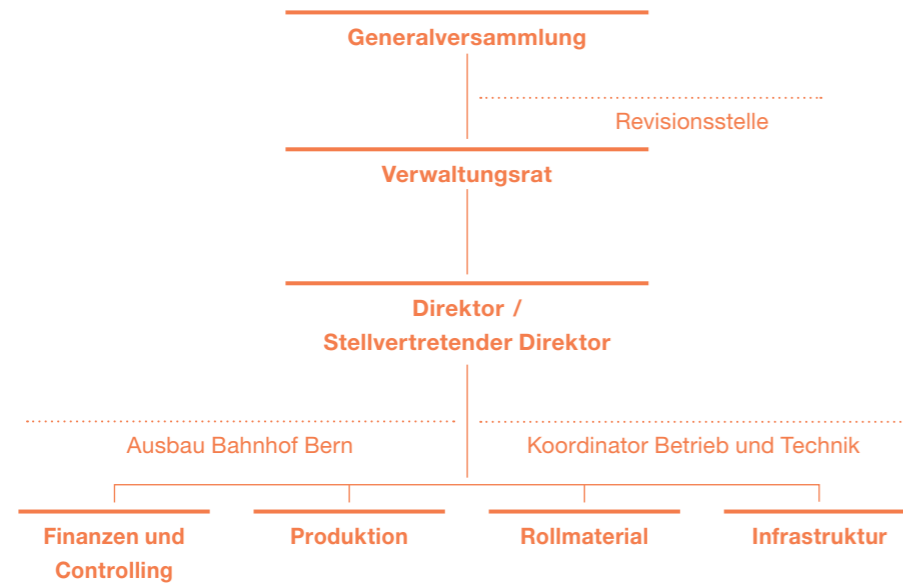 Generalversammlung
Revisionsstelle
Verwaltungsrat
Direktor /
Stellvertretender Direktor
Ausbau Bahnhof Bern
Koordinator Betrieb und Technik
Finanzen und
Controlling
Produktion
Rollmaterial
Infrastruktur